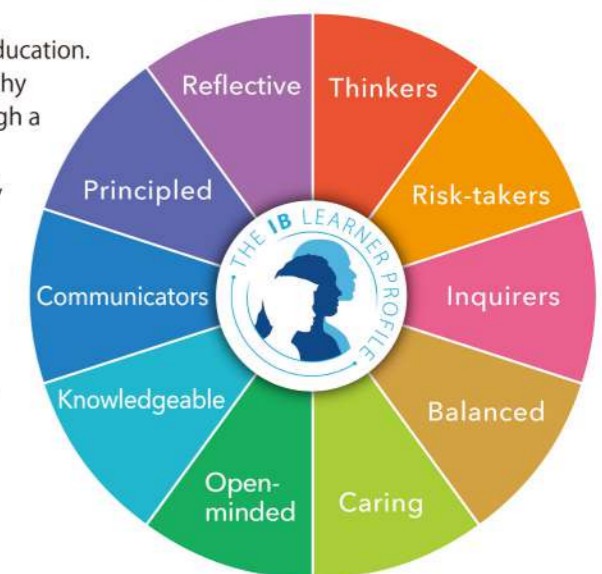 ducation.
hy
gh a
Reflective
Thinkers
Risk-takers
Inquirers
Balanced
Caring
Open-
minded
Knowledgeable
Communicators
Principled
THE IB LEARNER PROFILE